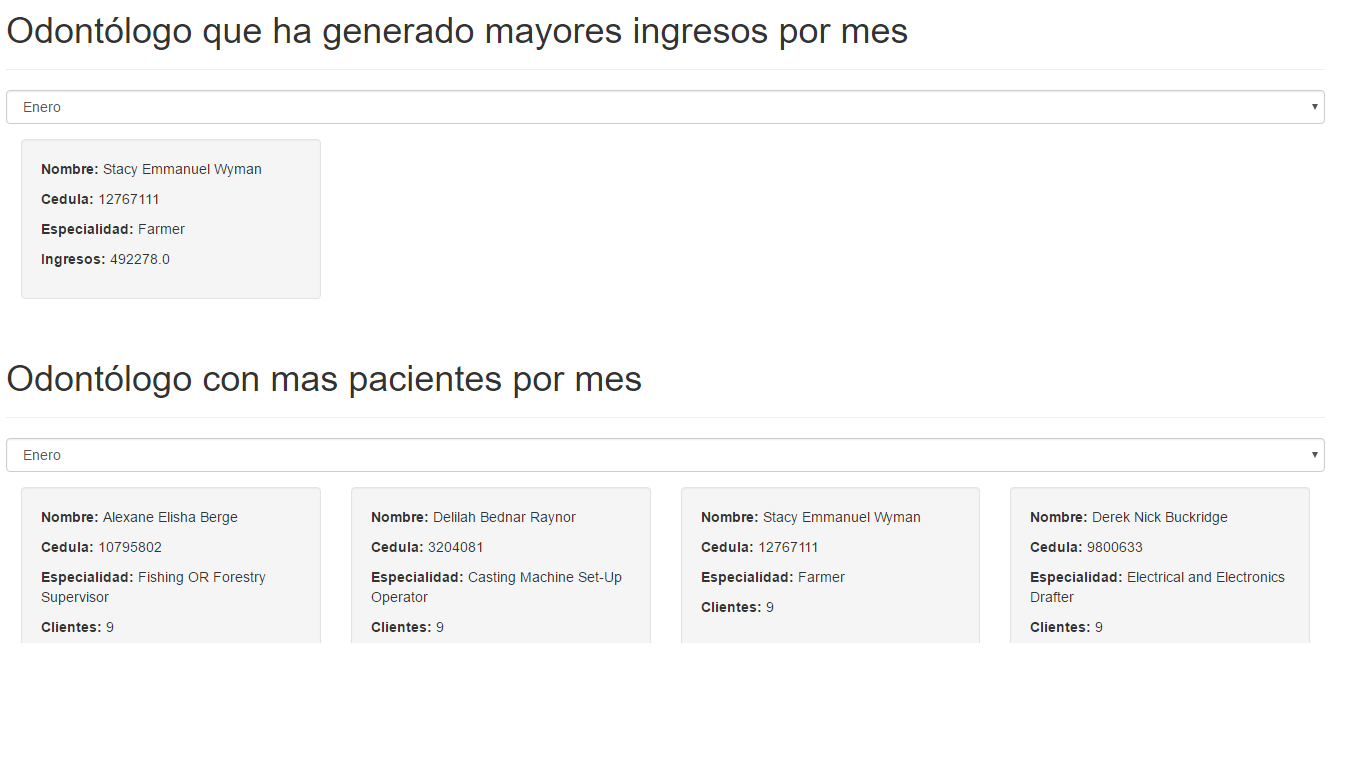 Odontólogo que ha generado mayores ingresos por mes
Enero
Nombre: Stacy Emmanuel Wyman
Cedula: 12767111
Especialidad: Farmer
Ingresos: 492278.0
Odontólogo con mas pacientes por mes
Enero
Nombre: Alexane Elisha Berge
Cedula: 10795802
Especialidad: Fishing OR Forestry
Supervisor
Clientes: 9
Nombre: Delilah Bednar Raynor
Cedula: 3204081
Especialidad: Casting Machine Set-Up
Operator
Clientes: 9
Nombre: Stacy Emmanuel Wyman
Cedula: 12767111
Especialidad: Farmer
Clientes: 9
Nombre: Derek Nick Buckridge
Cedula: 9800633
Especialidad: Electrical and Electronics
Drafter
Clientes: 9